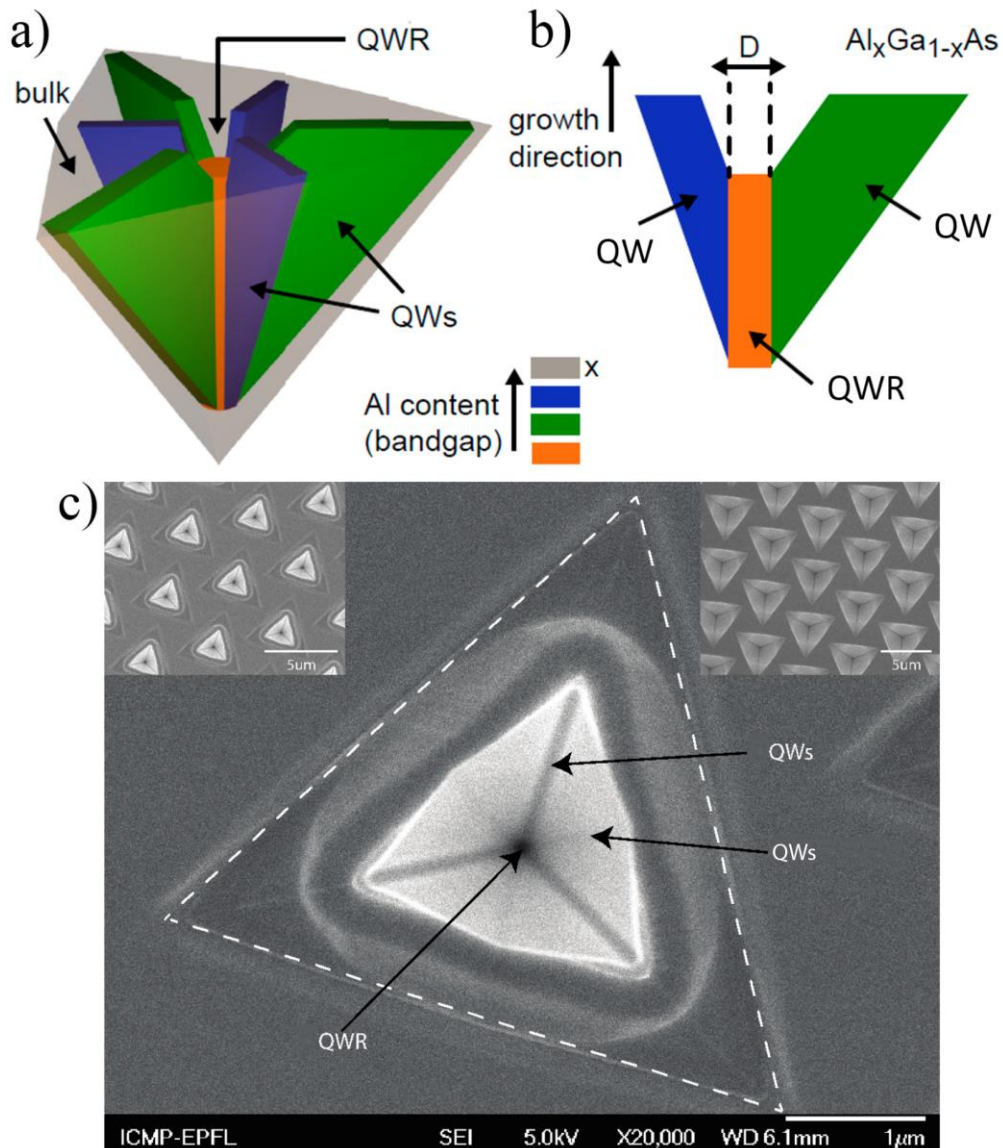 a)
QWR
bulk
QWs
Al content
(bandgap)
x
b)
D
AlxGa1-xAs
growth
direction
QW
QW
QWR
c)
5um
5um
QWs
QWs
QWR
ICMP-EPFL SEI 5.0kV X20,000 WD 6.1mm 1µm